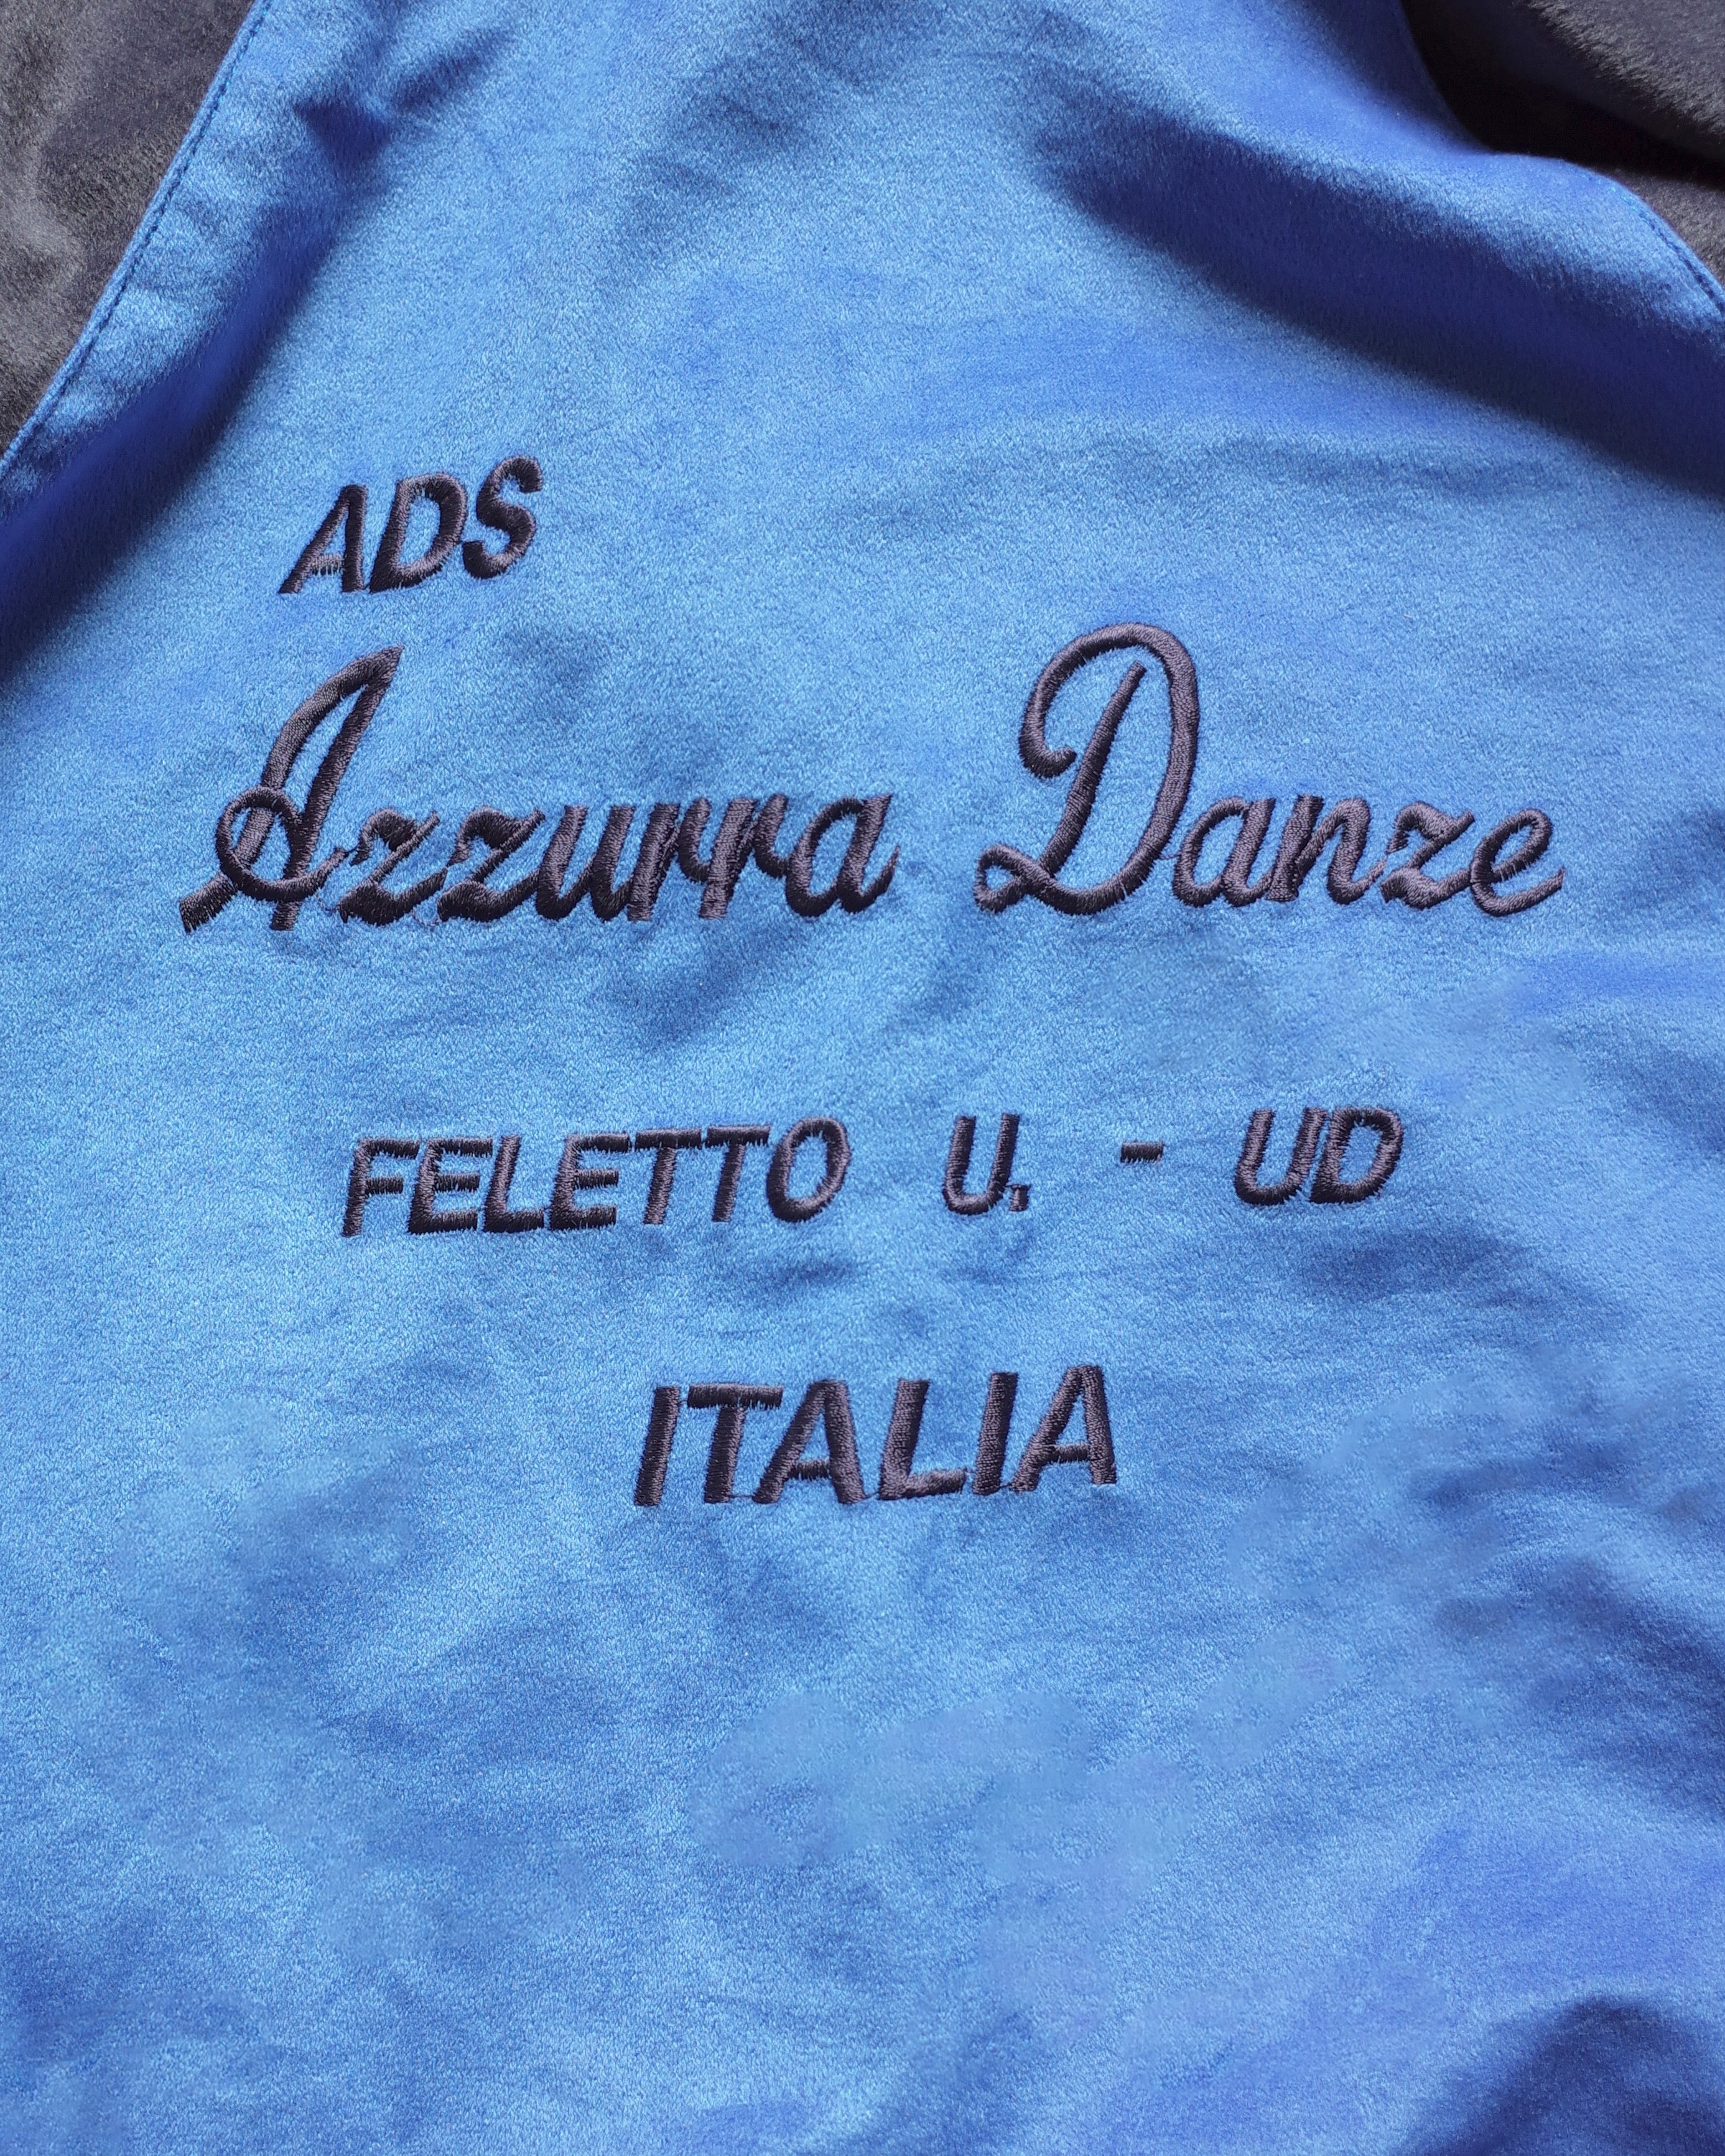 ADS
Azzurra Danze
FELETTO U. - UD
ITALIA